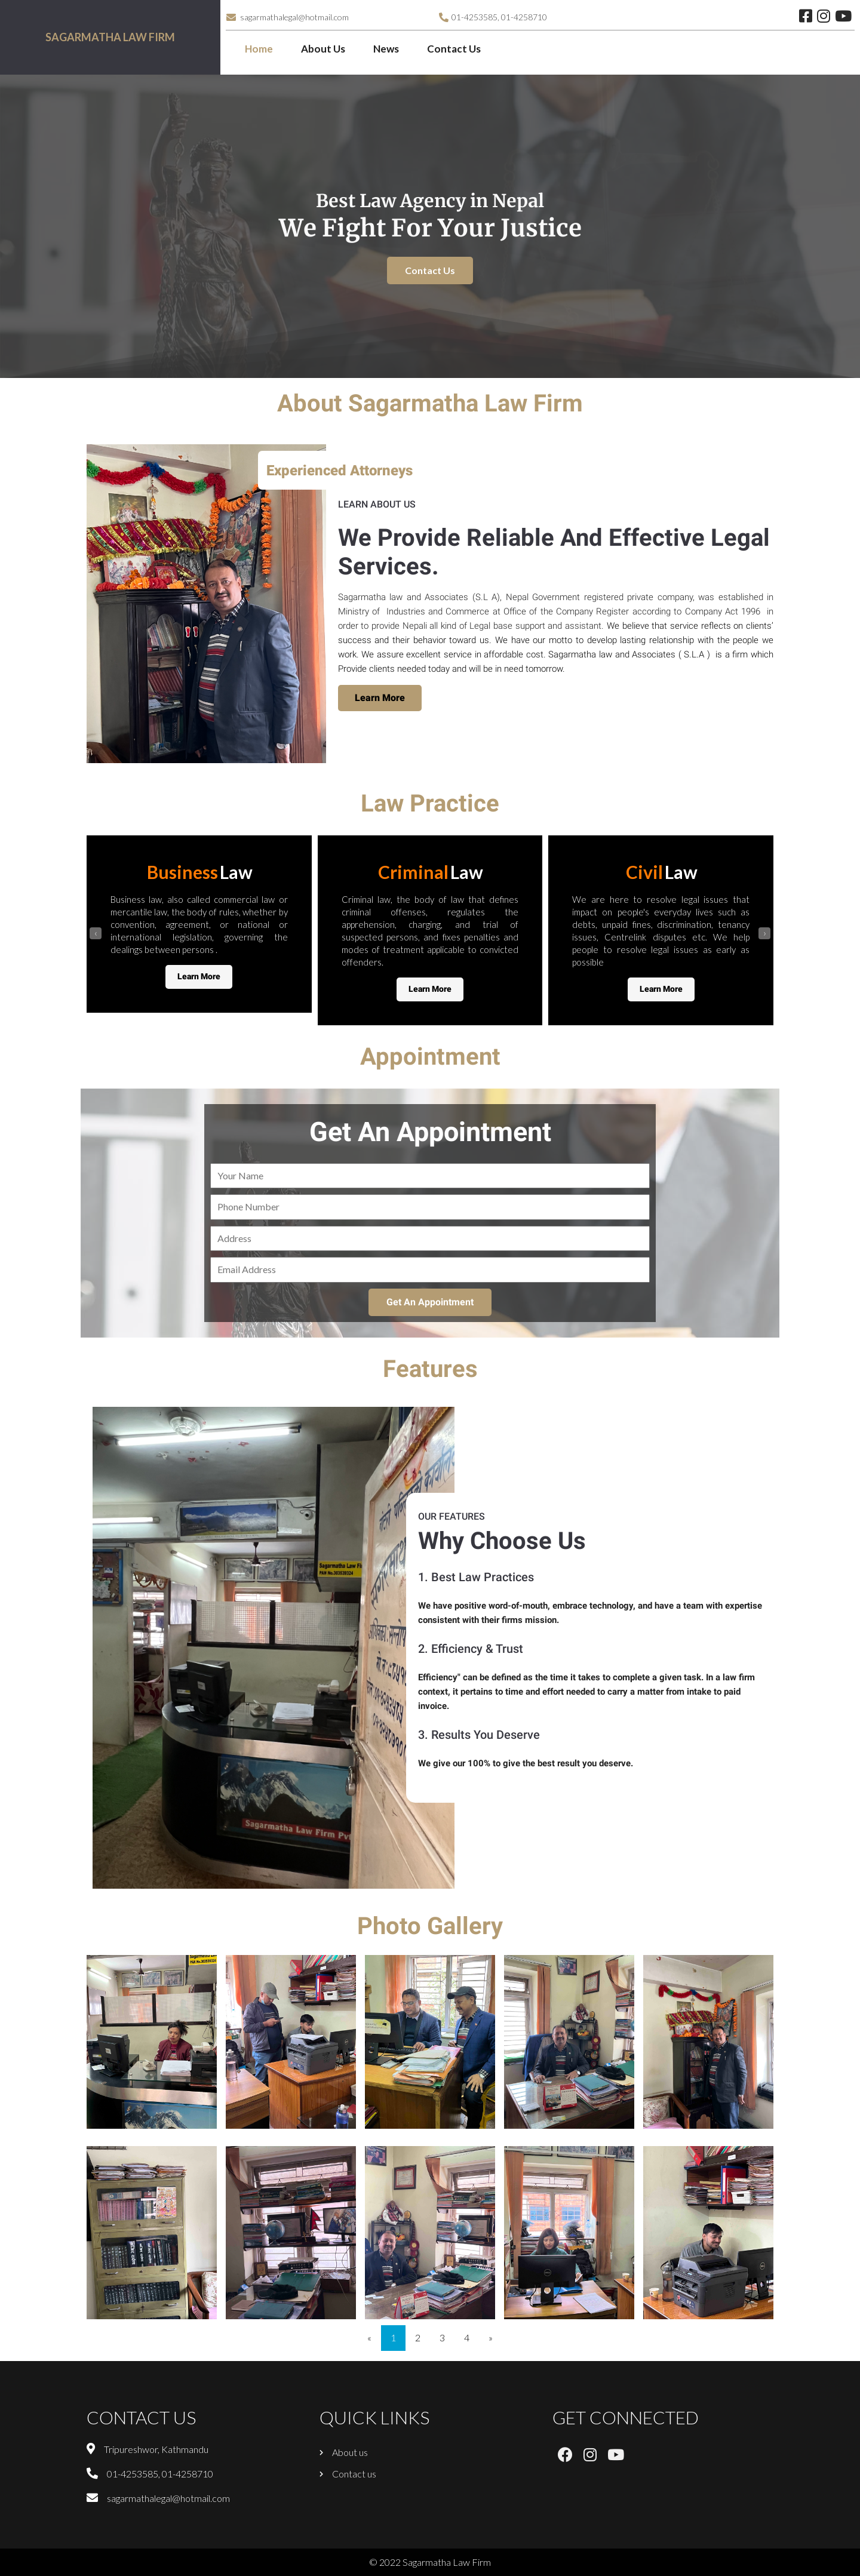 SAGARMATHA LAW FIRM
sagarmathalegal@hotmail.com
01-4253585, 01-4258710
Home About Us News Contact Us
Best Law Agency in Nepal
We Fight For Your Justice
Contact Us
About Sagarmatha Law Firm
Experienced Attorneys
LEARN ABOUT US
We Provide Reliable And Effective Legal
Services.
Sagarmatha law and Associates (S.L A), Nepal Government registered private company, was established in
Ministry of Industries and Commerce at Office of the Company Register according to Company Act 1996 in
order to provide Nepali all kind of Legal base support and assistant. We believe that service reflects on clients'
success and their behavior toward us. We have our motto to develop lasting relationship with the people we
work. We assure excellent service in affordable cost. Sagarmatha law and Associates ( S.L.A ) is a firm which
Provide clients needed today and will be in need tomorrow.
Learn More
Law Practice
Business Law
Business law, also called commercial law or
mercantile law, the body of rules, whether by
convention, agreement, or national or
international legislation, governing the
dealings between persons .
Learn More
Criminal Law
Criminal law, the body of law that defines
criminal offenses, regulates the
apprehension, charging, and trial of
suspected persons, and fixes penalties and
modes of treatment applicable to convicted
offenders.
Learn More
Civil Law
We are here to resolve legal issues that
impact on people's everyday lives such as
debts, unpaid fines, discrimination, tenancy
issues, Centrelink disputes etc. We help
people to resolve legal issues as early as
possible
Learn More
‹
›
Appointment
Get An Appointment
Your Name
Phone Number
Address
Email Address
Get An Appointment
Features
Sagarmatha Law Fi
Sagarmatha Law Firm Pvt
OUR FEATURES
Why Choose Us
1. Best Law Practices
We have positive word-of-mouth, embrace technology, and have a team with expertise
consistent with their firms mission.
2. Efficiency & Trust
Efficiency" can be defined as the time it takes to complete a given task. In a law firm
context, it pertains to time and effort needed to carry a matter from intake to paid
invoice.
3. Results You Deserve
We give our 100% to give the best result you deserve.
Photo Gallery
« 1 2 3 4 »
CONTACT US
Tripureshwor, Kathmandu
01-4253585, 01-4258710
sagarmathalegal@hotmail.com
QUICK LINKS
› About us
› Contact us
GET CONNECTED
© 2022 Sagarmatha Law Firm